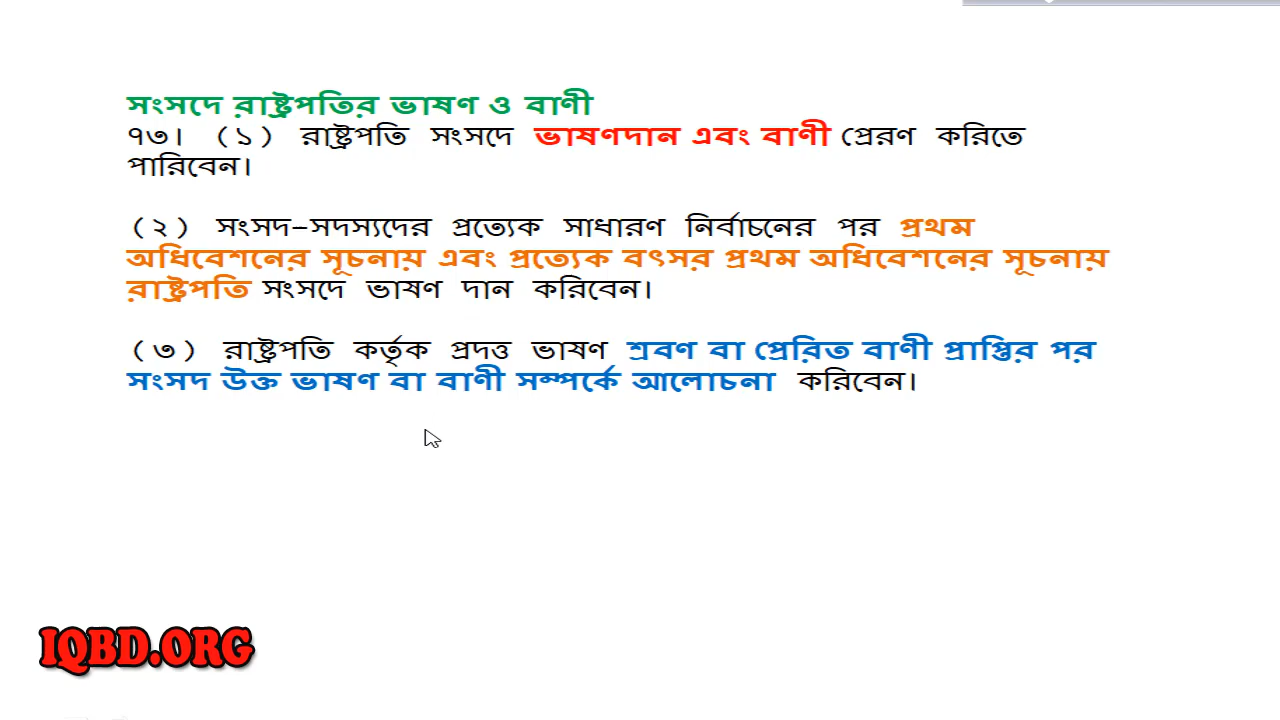 সংসদে রাষ্ট্রপতির ভাষণ ও বাণী
৭৩। (১) রাষ্ট্রপতি সংসদে ভাষণদান এবং বাণী প্রেরণ করিতে
পারিবেন।
(২) সংসদ-সদস্যদের প্রত্যেক সাধারণ নির্বাচনের পর প্রথম
অধিবেশনের সূচনায় এবং প্রত্যেক বৎসর প্রথম অধিবেশনের সূচনায়
রাষ্ট্রপতি সংসদে ভাষণ দান করিবেন।
(৩) রাষ্ট্রপতি কর্তৃক প্রদত্ত ভাষণ শ্রবণ বা প্রেরিত বাণী প্রাপ্তির পর
সংসদ উক্ত ভাষণ বা বাণী সম্পর্কে আলোচনা করিবেন।
IQBD.ORG